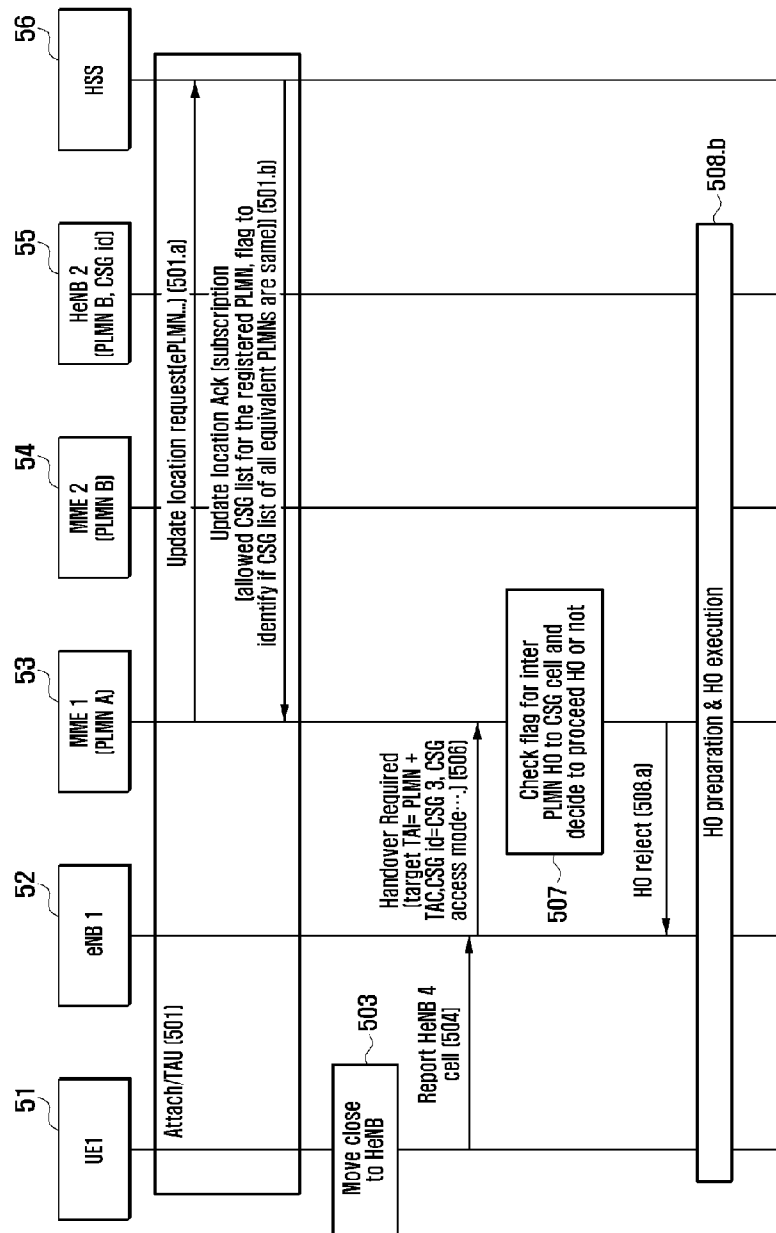 51
UE1
52
eNB 1
53
MME 1
(PLMN A)
54
MME 2
(PLMN B)
55
HeNB 2
(PLMN B, CSG id)
56
HSS
Attach/TAU (501)
Update location request(ePLMN...) (501.a)
Update location Ack (subscription
(allowed CSG list for the registered PLMN, flag to
identify if CSG list of all equivalent PLMNs are same)) (501.b)
503
Move close
to HeNB
Report HeNB 4
cell (504)
Handover Required
(target TAI= PLMN +
TAC,CSG id=CSG 3, CSG
access mode....) (506)
Check flag for inter
PLMN HO to CSG cell and
decide to proceed HO or not
507
HO reject (508.a)
HO preparation & HO execution
508.b